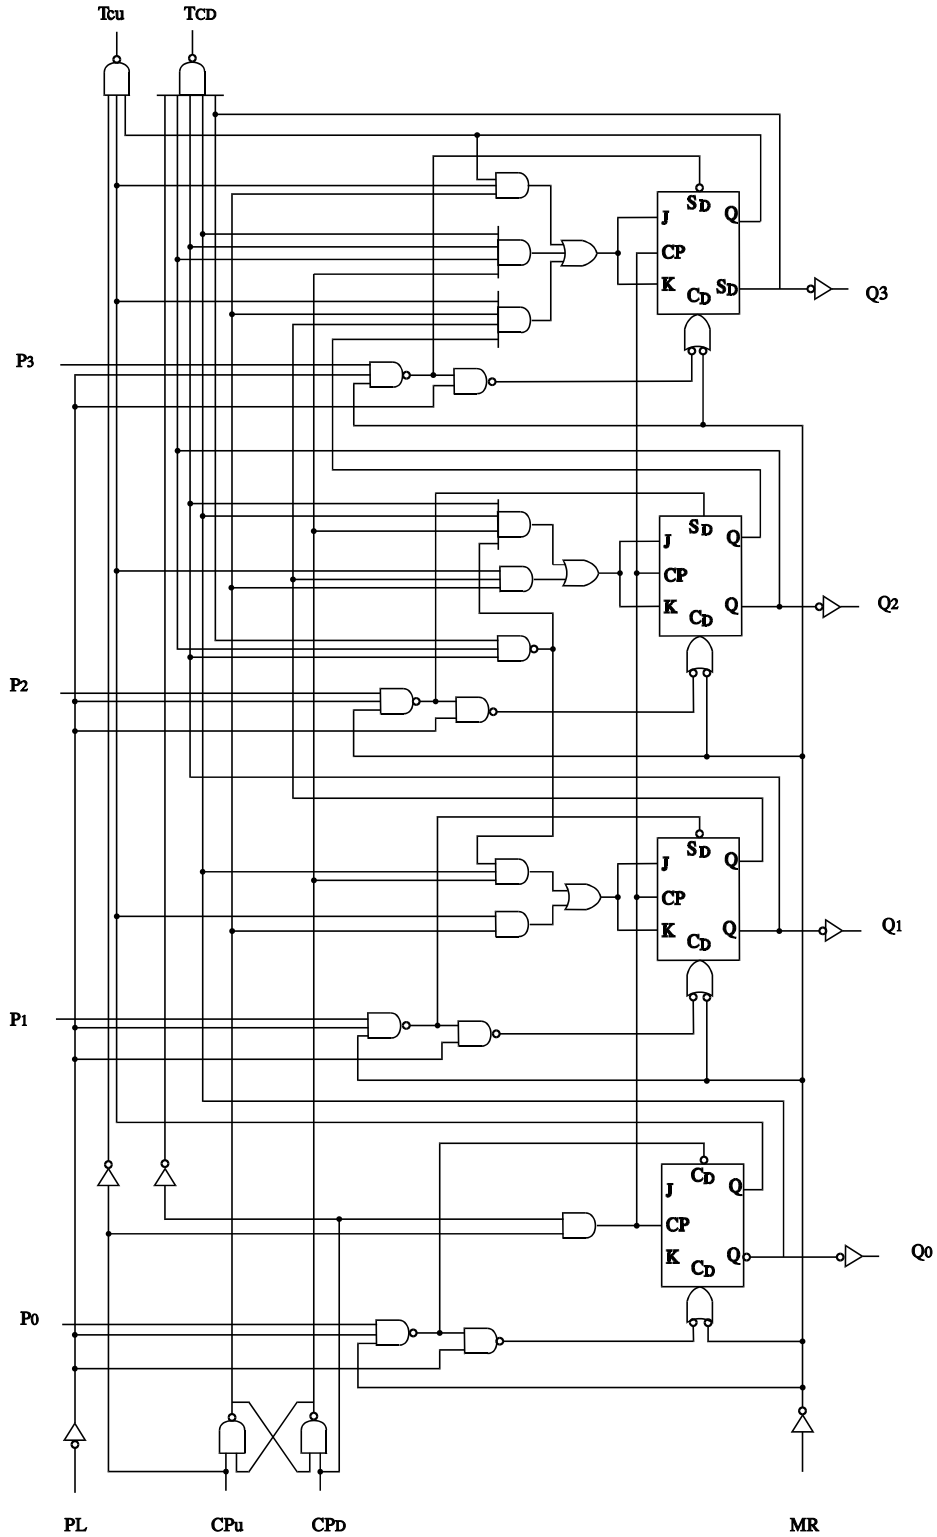 Tcu TCD
SD
J Q
CP
K CD SD
Q3
P3
SD
J Q
CP
K Q
CD
Q2
P2
SD
J Q
CP
K Q
CD
Q1
P1
CD
J Q
CP
K Q
CD
Q0
P0
PL CPu CPD MR